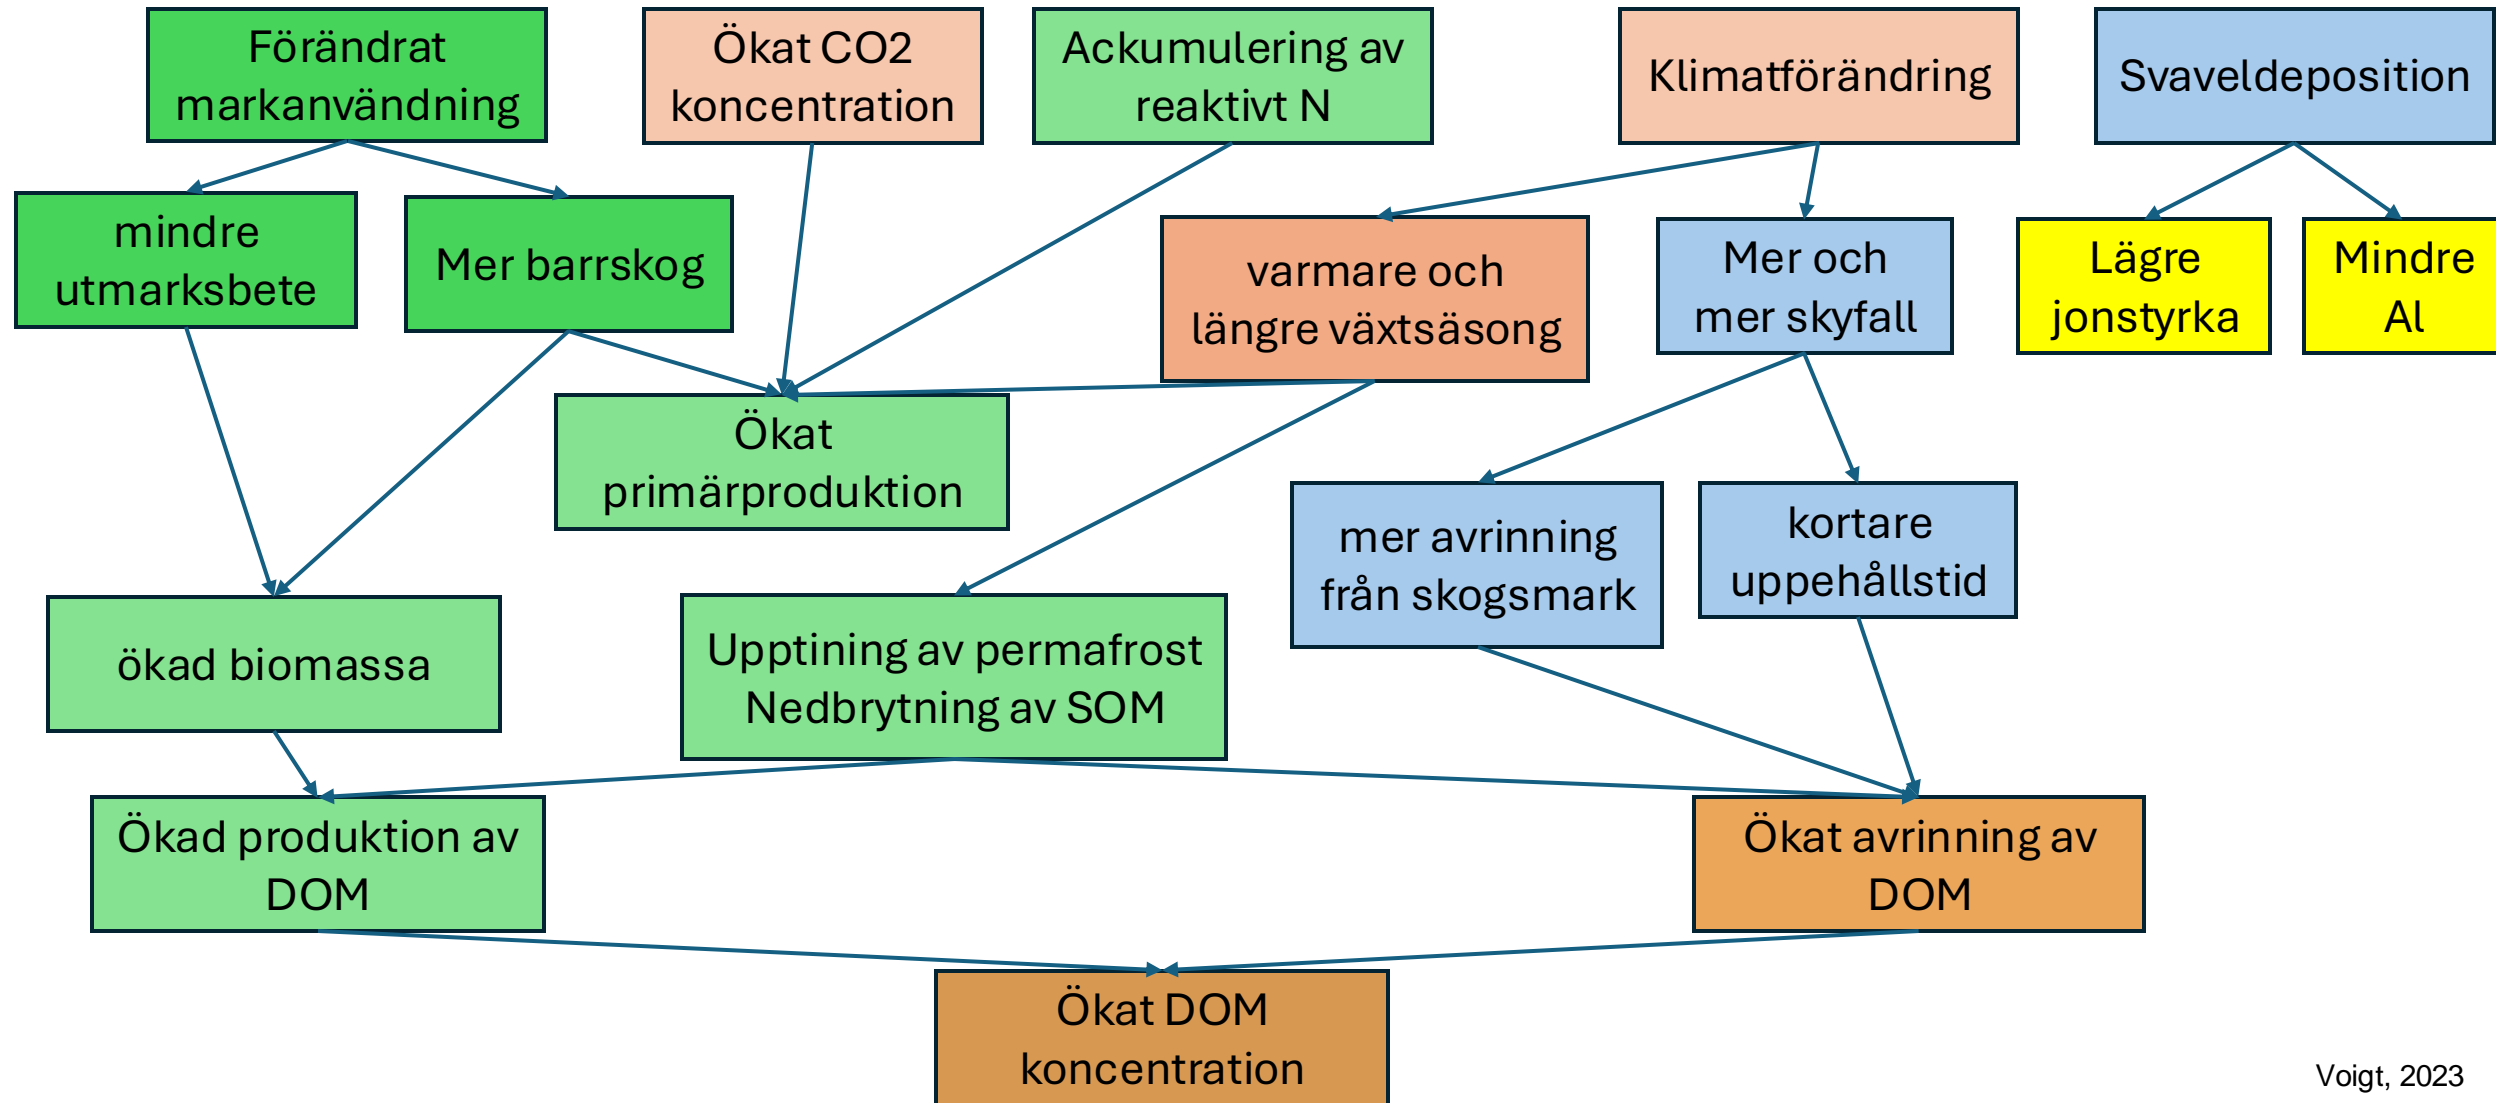 Förändrat
markanvändning
Ökat CO2
koncentration
Ackumulering av
reaktivt N
Klimatförändring
Svaveldeposition
mindre
utmarksbete
Mer barrskog
varmare och
längre växtsäsong
Mer och
mer skyfall
Lägre
jonstyrka
Mindre
Al
Ökat
primärproduktion
mer avrinning
från skogsmark
kortare
uppehållstid
ökad biomassa
Upptining av permafrost
Nedbrytning av SOM
Ökad produktion av
DOM
Ökat avrinning av
DOM
Ökat DOM
koncentration
Voigt, 2023